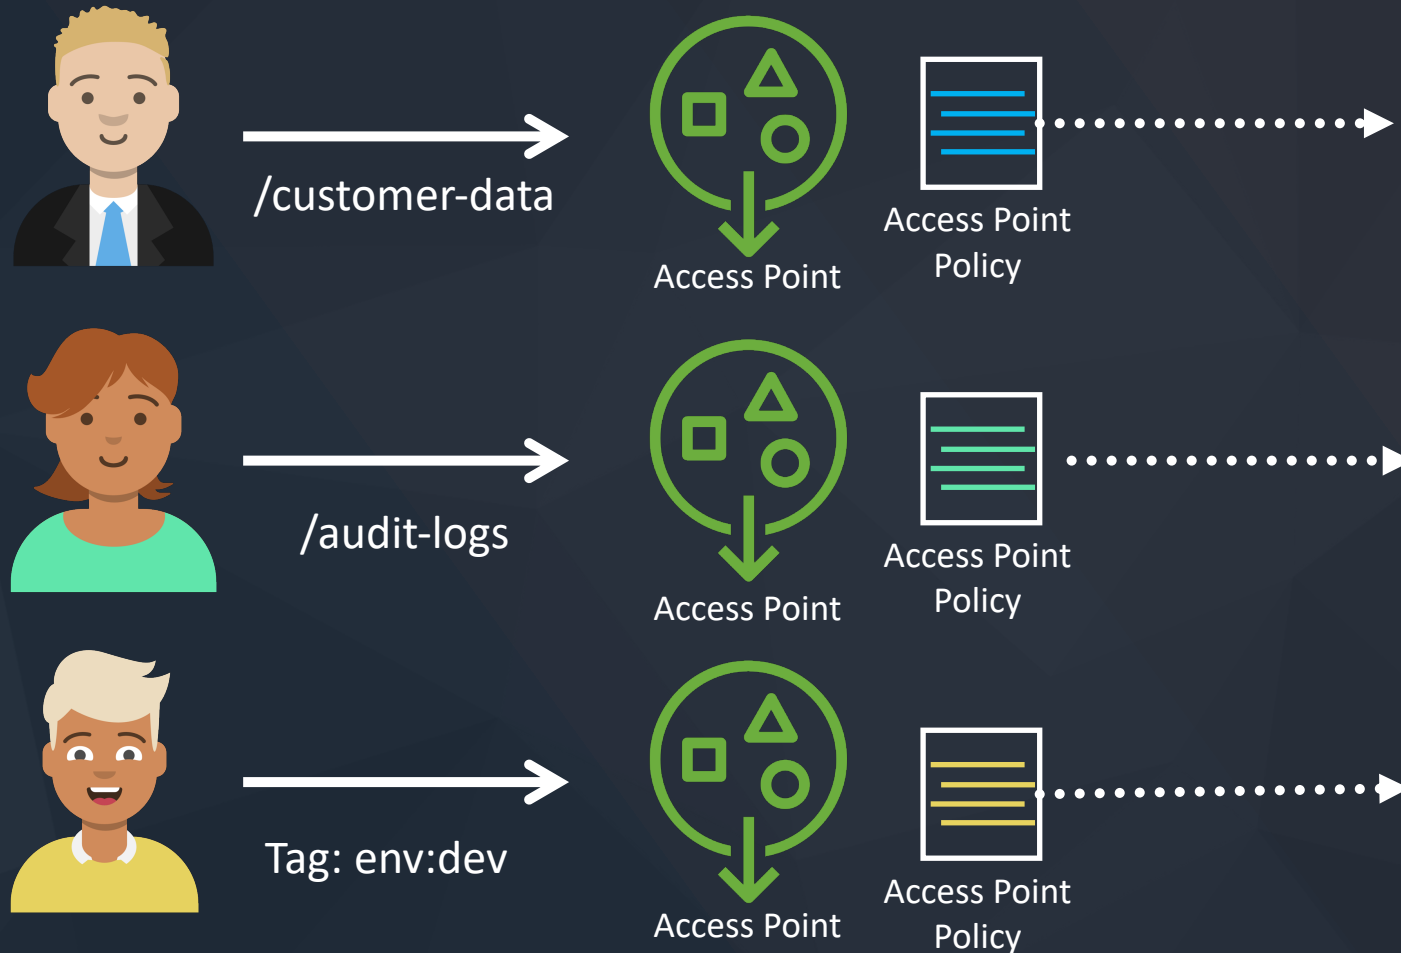 /customer-data
Access Point
Access Point
Policy
/audit-logs
Access Point
Access Point
Policy
Tag: env:dev
Access Point
Access Point
Policy